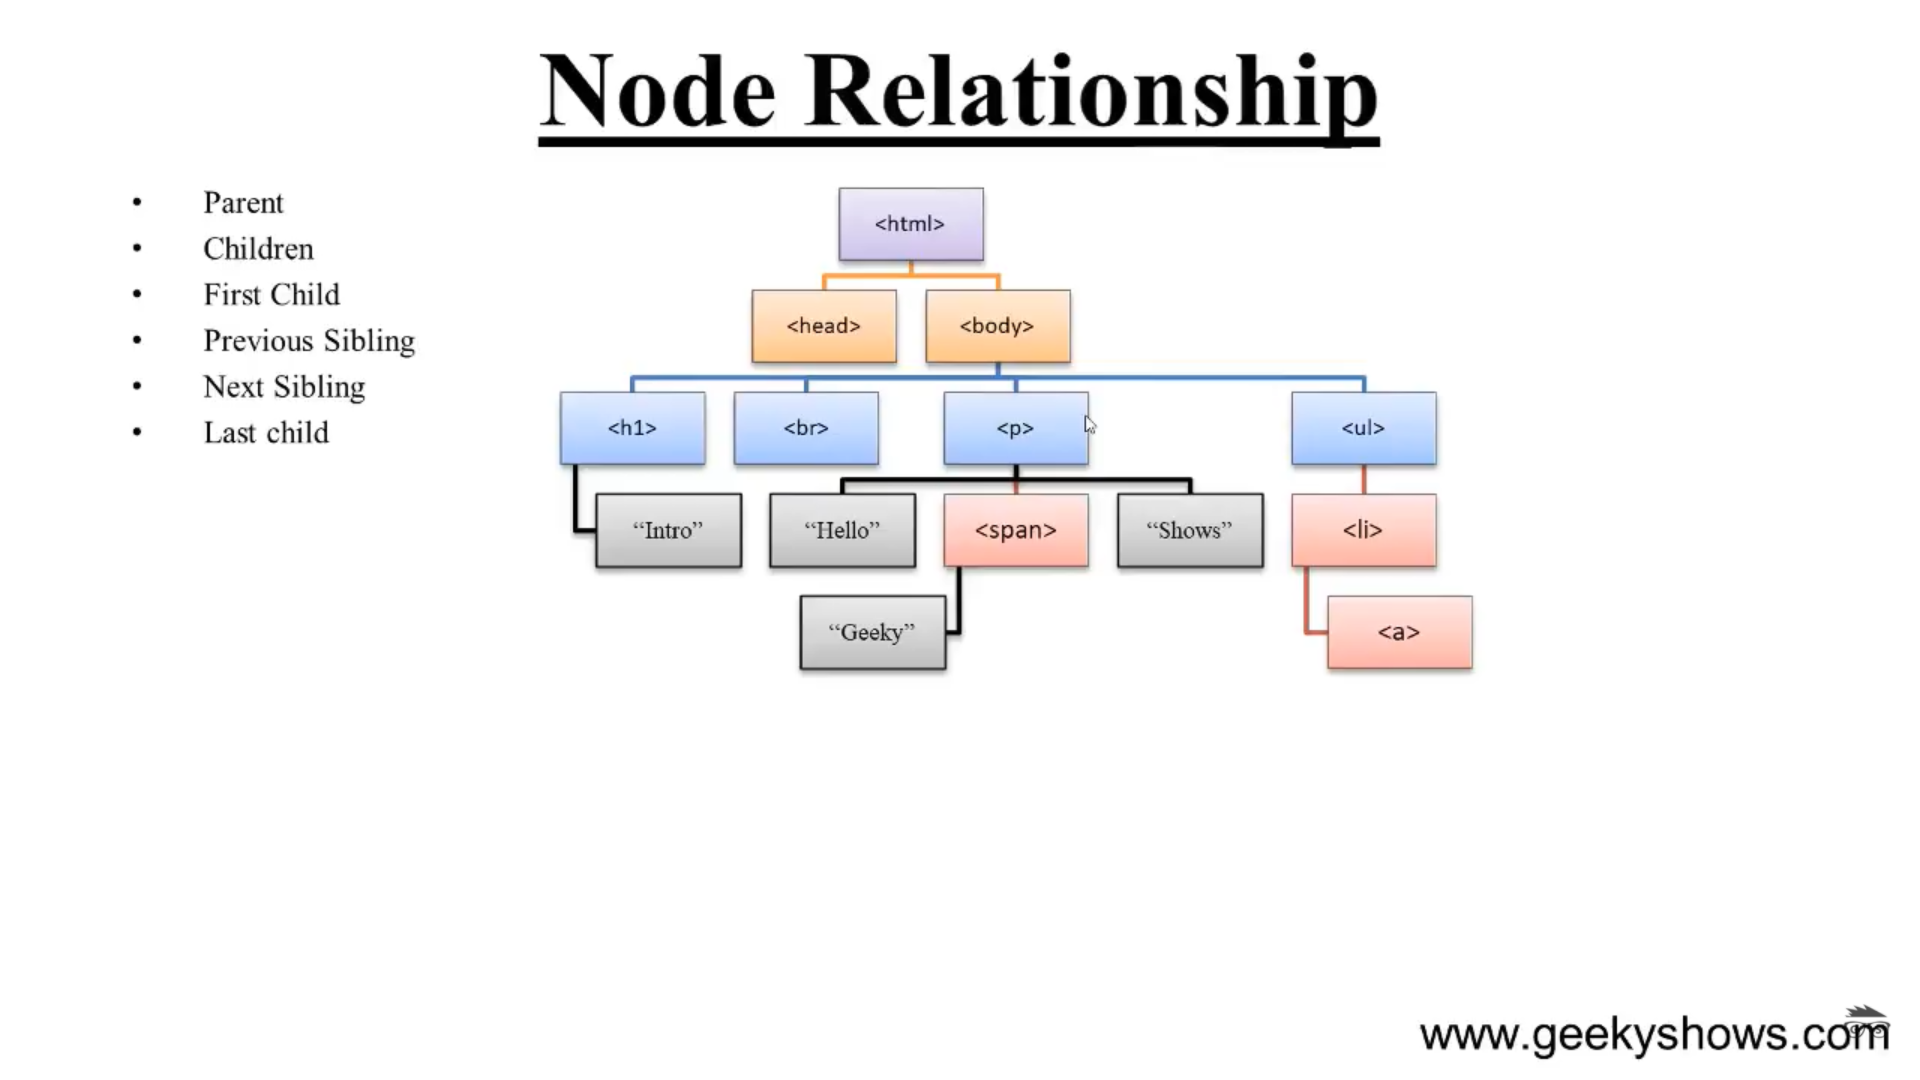 Node Relationship
• Parent
• Children
• First Child
• Previous Sibling
• Next Sibling
• Last child
<html>
<head> <body>
<h1> <br> <p> <ul>
“Intro” “Hello” <span> “Shows” <li>
“Geeky” <a>
www.geekyshows.com